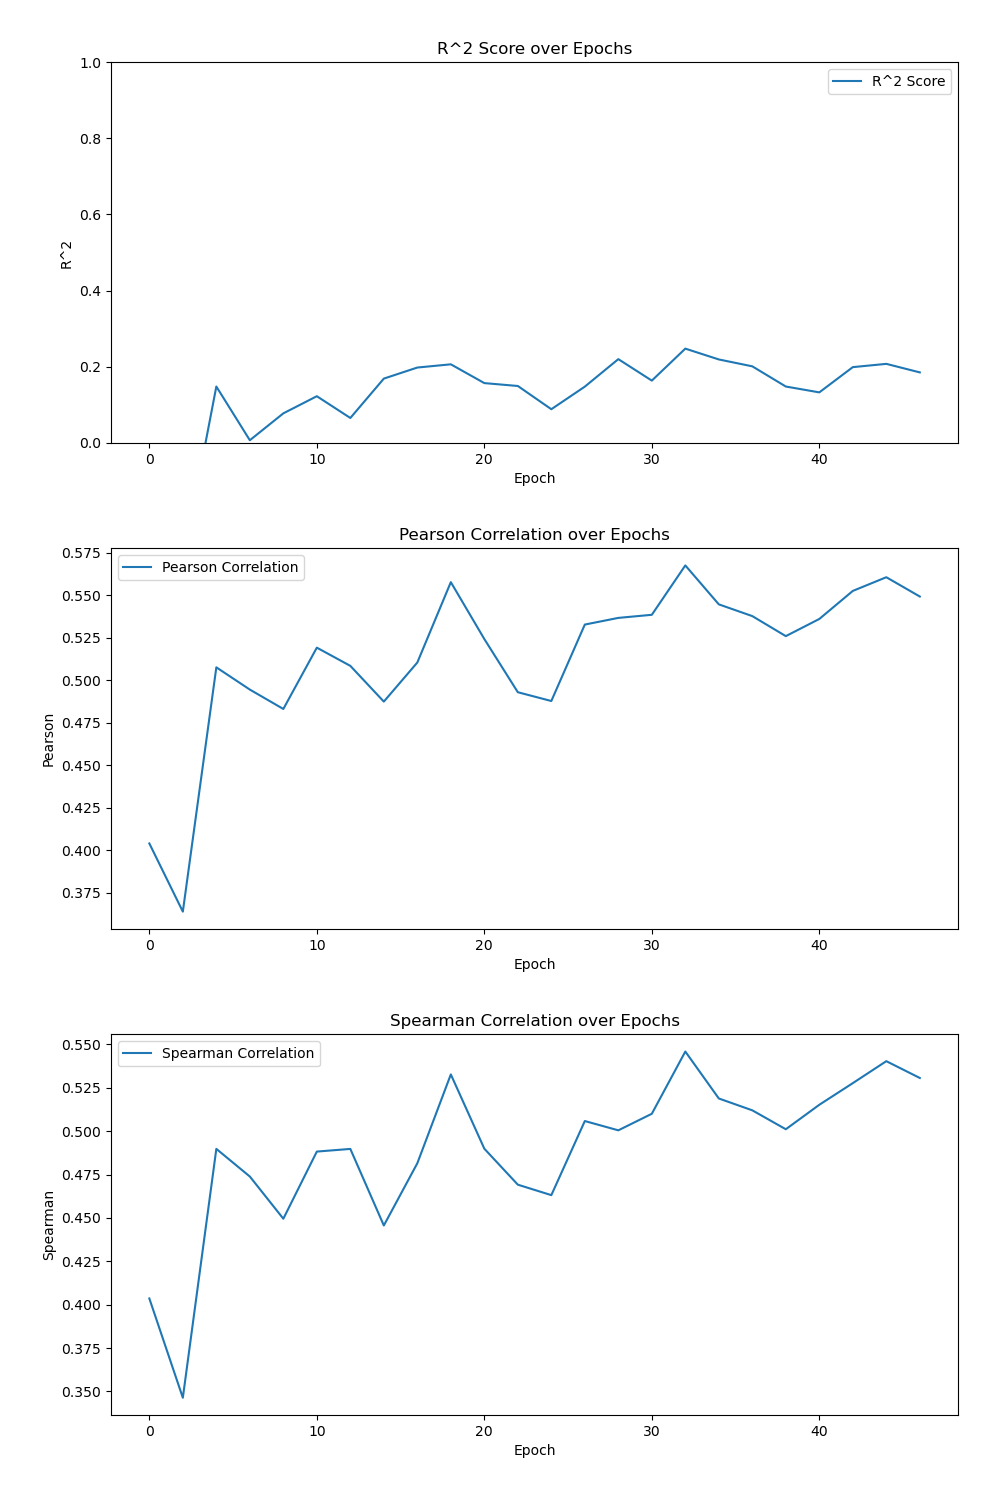 R^2 Score over Epochs
1.0
R^2 Score
0.8
0.6
R^2
0.4
0.2
0.0
0 10 20 30 40
Epoch
Pearson Correlation over Epochs
0.575
Pearson Correlation
0.550
0.525
0.500
0.475
Pearson
0.450
0.425
0.400
0.375
0 10 20 30 40
Epoch
Spearman Correlation over Epochs
0.550
Spearman Correlation
0.525
0.500
0.475
0.450
Spearman
0.425
0.400
0.375
0.350
0 10 20 30 40
Epoch